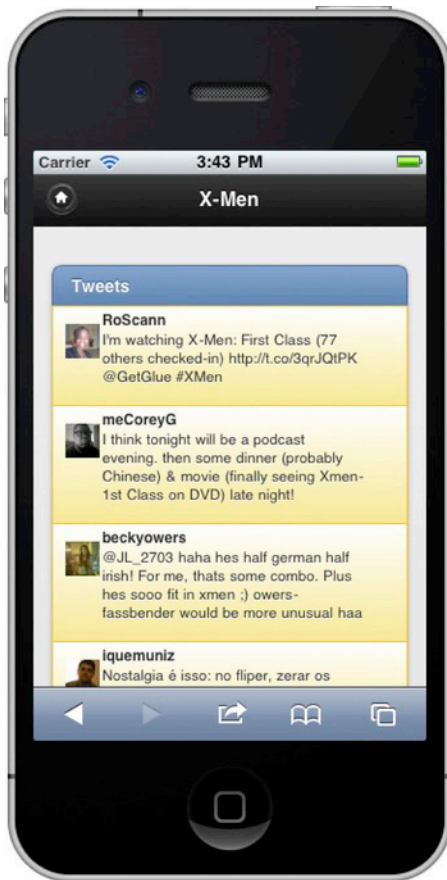 Carrier 3:43 PM
X-Men
Tweets
RoScann
I'm watching X-Men: First Class (77
others checked-in) http://t.co/3qrJQtPK
@GetGlue #XMen
meCoreyG
I think tonight will be a podcast
evening. then some dinner (probably
Chinese) & movie (finally seeing Xmen-
1st Class on DVD) late night!
beckyowers
@JL_2703 haha hes half german half
irish! For me, thats some combo. Plus
hes sooo fit in xmen ;) owers-
fassbender would be more unusual haa
iquemuniz
Nostalgia é isso: no fliper, zerar os